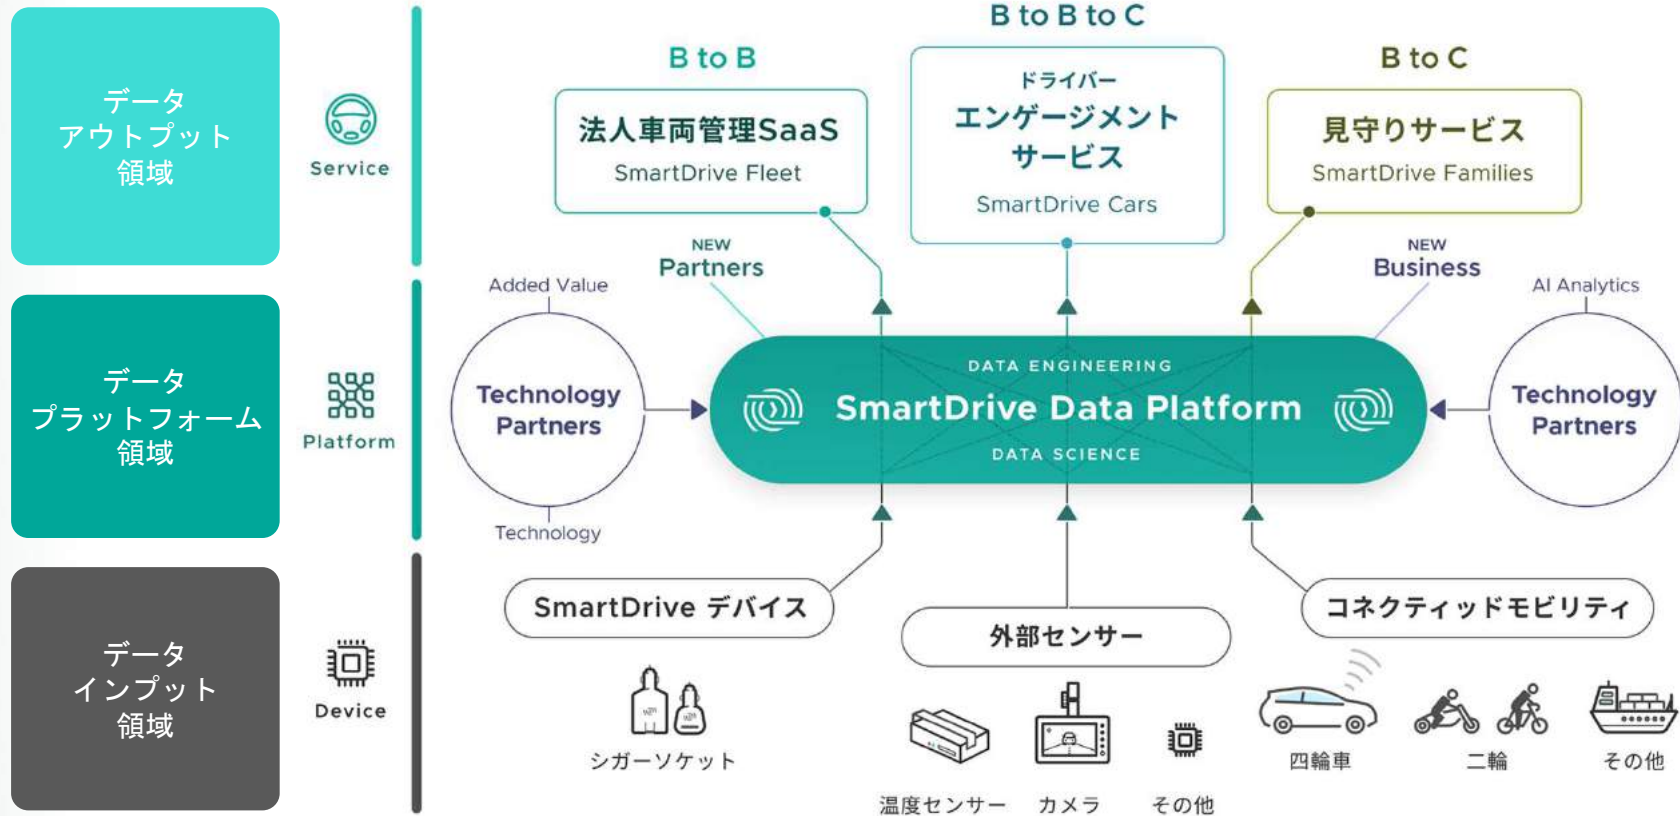 データ
アウトプット
領域
Service
B to B
法人車両管理SaaS
SmartDrive Fleet
B to B to C
ドライバー
エンゲージメント
サービス
SmartDrive Cars
B to C
見守りサービス
SmartDrive Families
NEW
Partners
NEW
Business
データ
プラットフォーム
領域
Platform
Added Value
Technology
Partners
Technology
DATA ENGINEERING
SmartDrive Data Platform
DATA SCIENCE
AI Analytics
Technology
Partners
データ
インプット
領域
Device
SmartDrive デバイス
シガーソケット
外部センサー
温度センサー
カメラ
その他
コネクティッドモビリティ
四輪車
二輪
その他